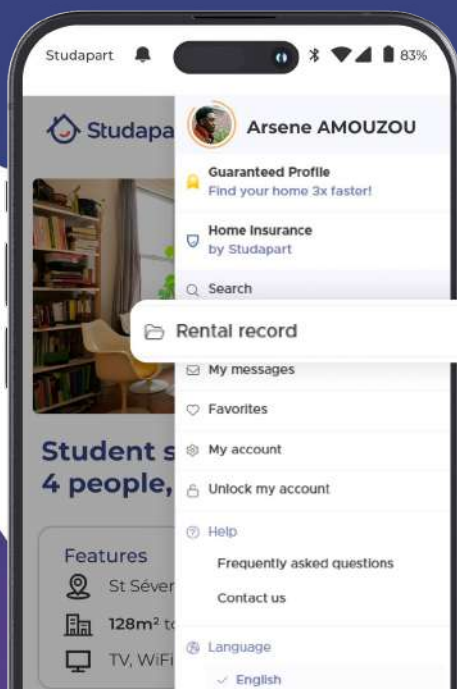 Studapart
83%
Studapa
Arsene AMOUZOU
Guaranteed Profile
Find your home 3x faster!
Home Insurance
by Studapart
Search
Rental record
My messages
Favorites
My account
Unlock my account
Help
Frequently asked questions
Contact us
Language
English
Student s
4 people,
Features
St Séver
128m² to
TV, WiFi